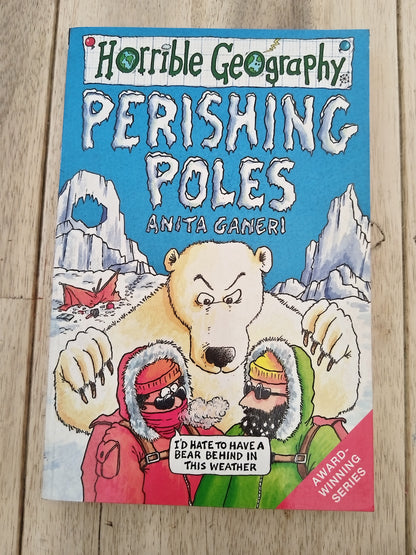 Horrible Geography
PERISHING
POLES
ANITA GANERI
I'D HATE TO HAVE A
BEAR BEHIND IN
THIS WEATHER
AWARD-
WINNING
SERIES